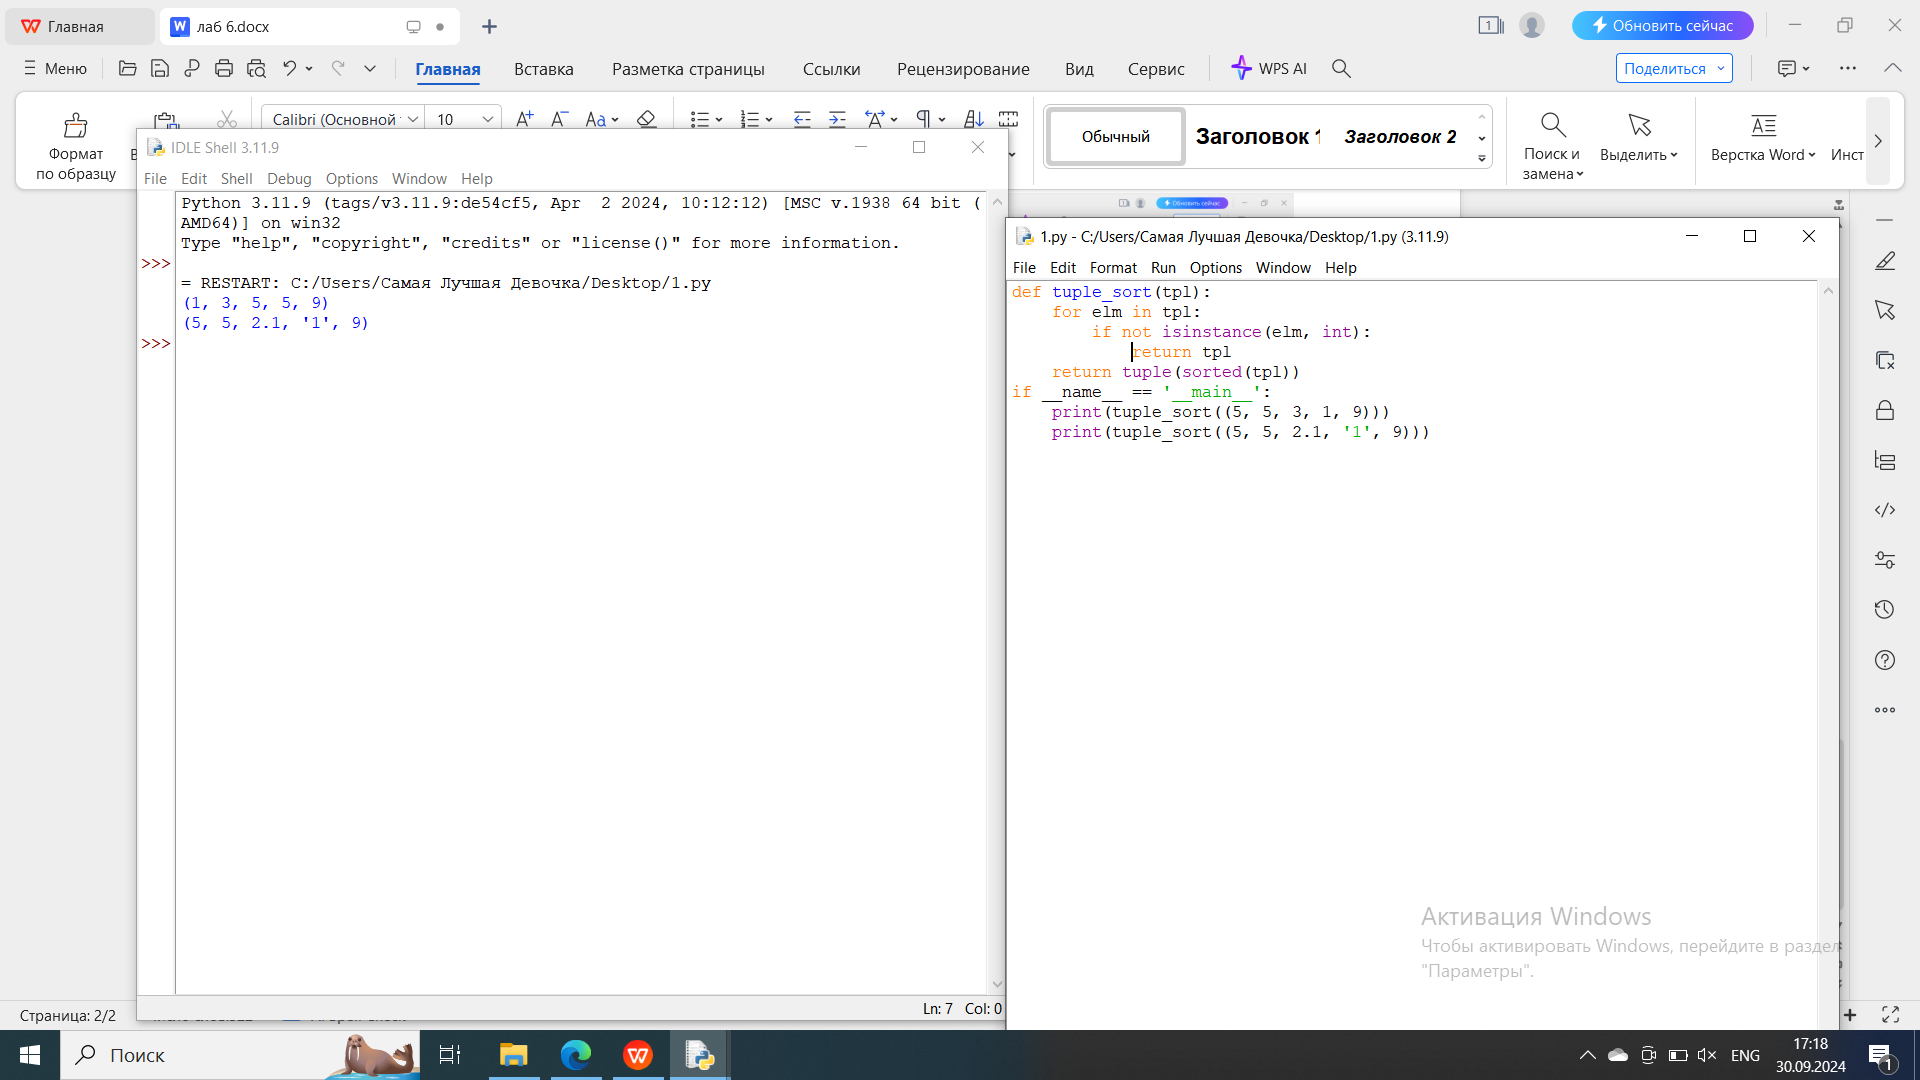 Главная
лаб 6.docx
1
Обновить сейчас
Меню
Главная
Вставка
Разметка страницы
Ссылки
Рецензирование
Вид
Сервис
WPS AI
Поделиться
Формат
по образцу
Calibri (Основной
10
Обычный
Заголовок 1
Заголовок 2
Поиск и
замена
Выделить
Верстка Word
Инст
IDLE Shell 3.11.9
File Edit Shell Debug Options Window Help
Python 3.11.9 (tags/v3.11.9:de54cf5, Apr  2 2024, 10:12:12) [MSC v.1938 64 bit (
AMD64)] on win32
Type "help", "copyright", "credits" or "license()" for more information.
>>>
= RESTART: C:/Users/Самая Лучшая Девочка/Desktop/1.py
(1, 3, 5, 5, 9)
(5, 5, 2.1, '1', 9)
>>>
Ln: 7 Col: 0
Обновить сейчас
1.py - C:/Users/Самая Лучшая Девочка/Desktop/1.py (3.11.9)
File Edit Format Run Options Window Help
def tuple_sort(tpl):
    for elm in tpl:
        if not isinstance(elm, int):
            return tpl
    return tuple(sorted(tpl))
if __name__ == '__main__':
    print(tuple_sort((5, 5, 3, 1, 9)))
    print(tuple_sort((5, 5, 2.1, '1', 9)))
Активация Windows
Чтобы активировать Windows, перейдите в раздел
"Параметры".
Страница: 2/2
Поиск
ENG
17:18
30.09.2024
1